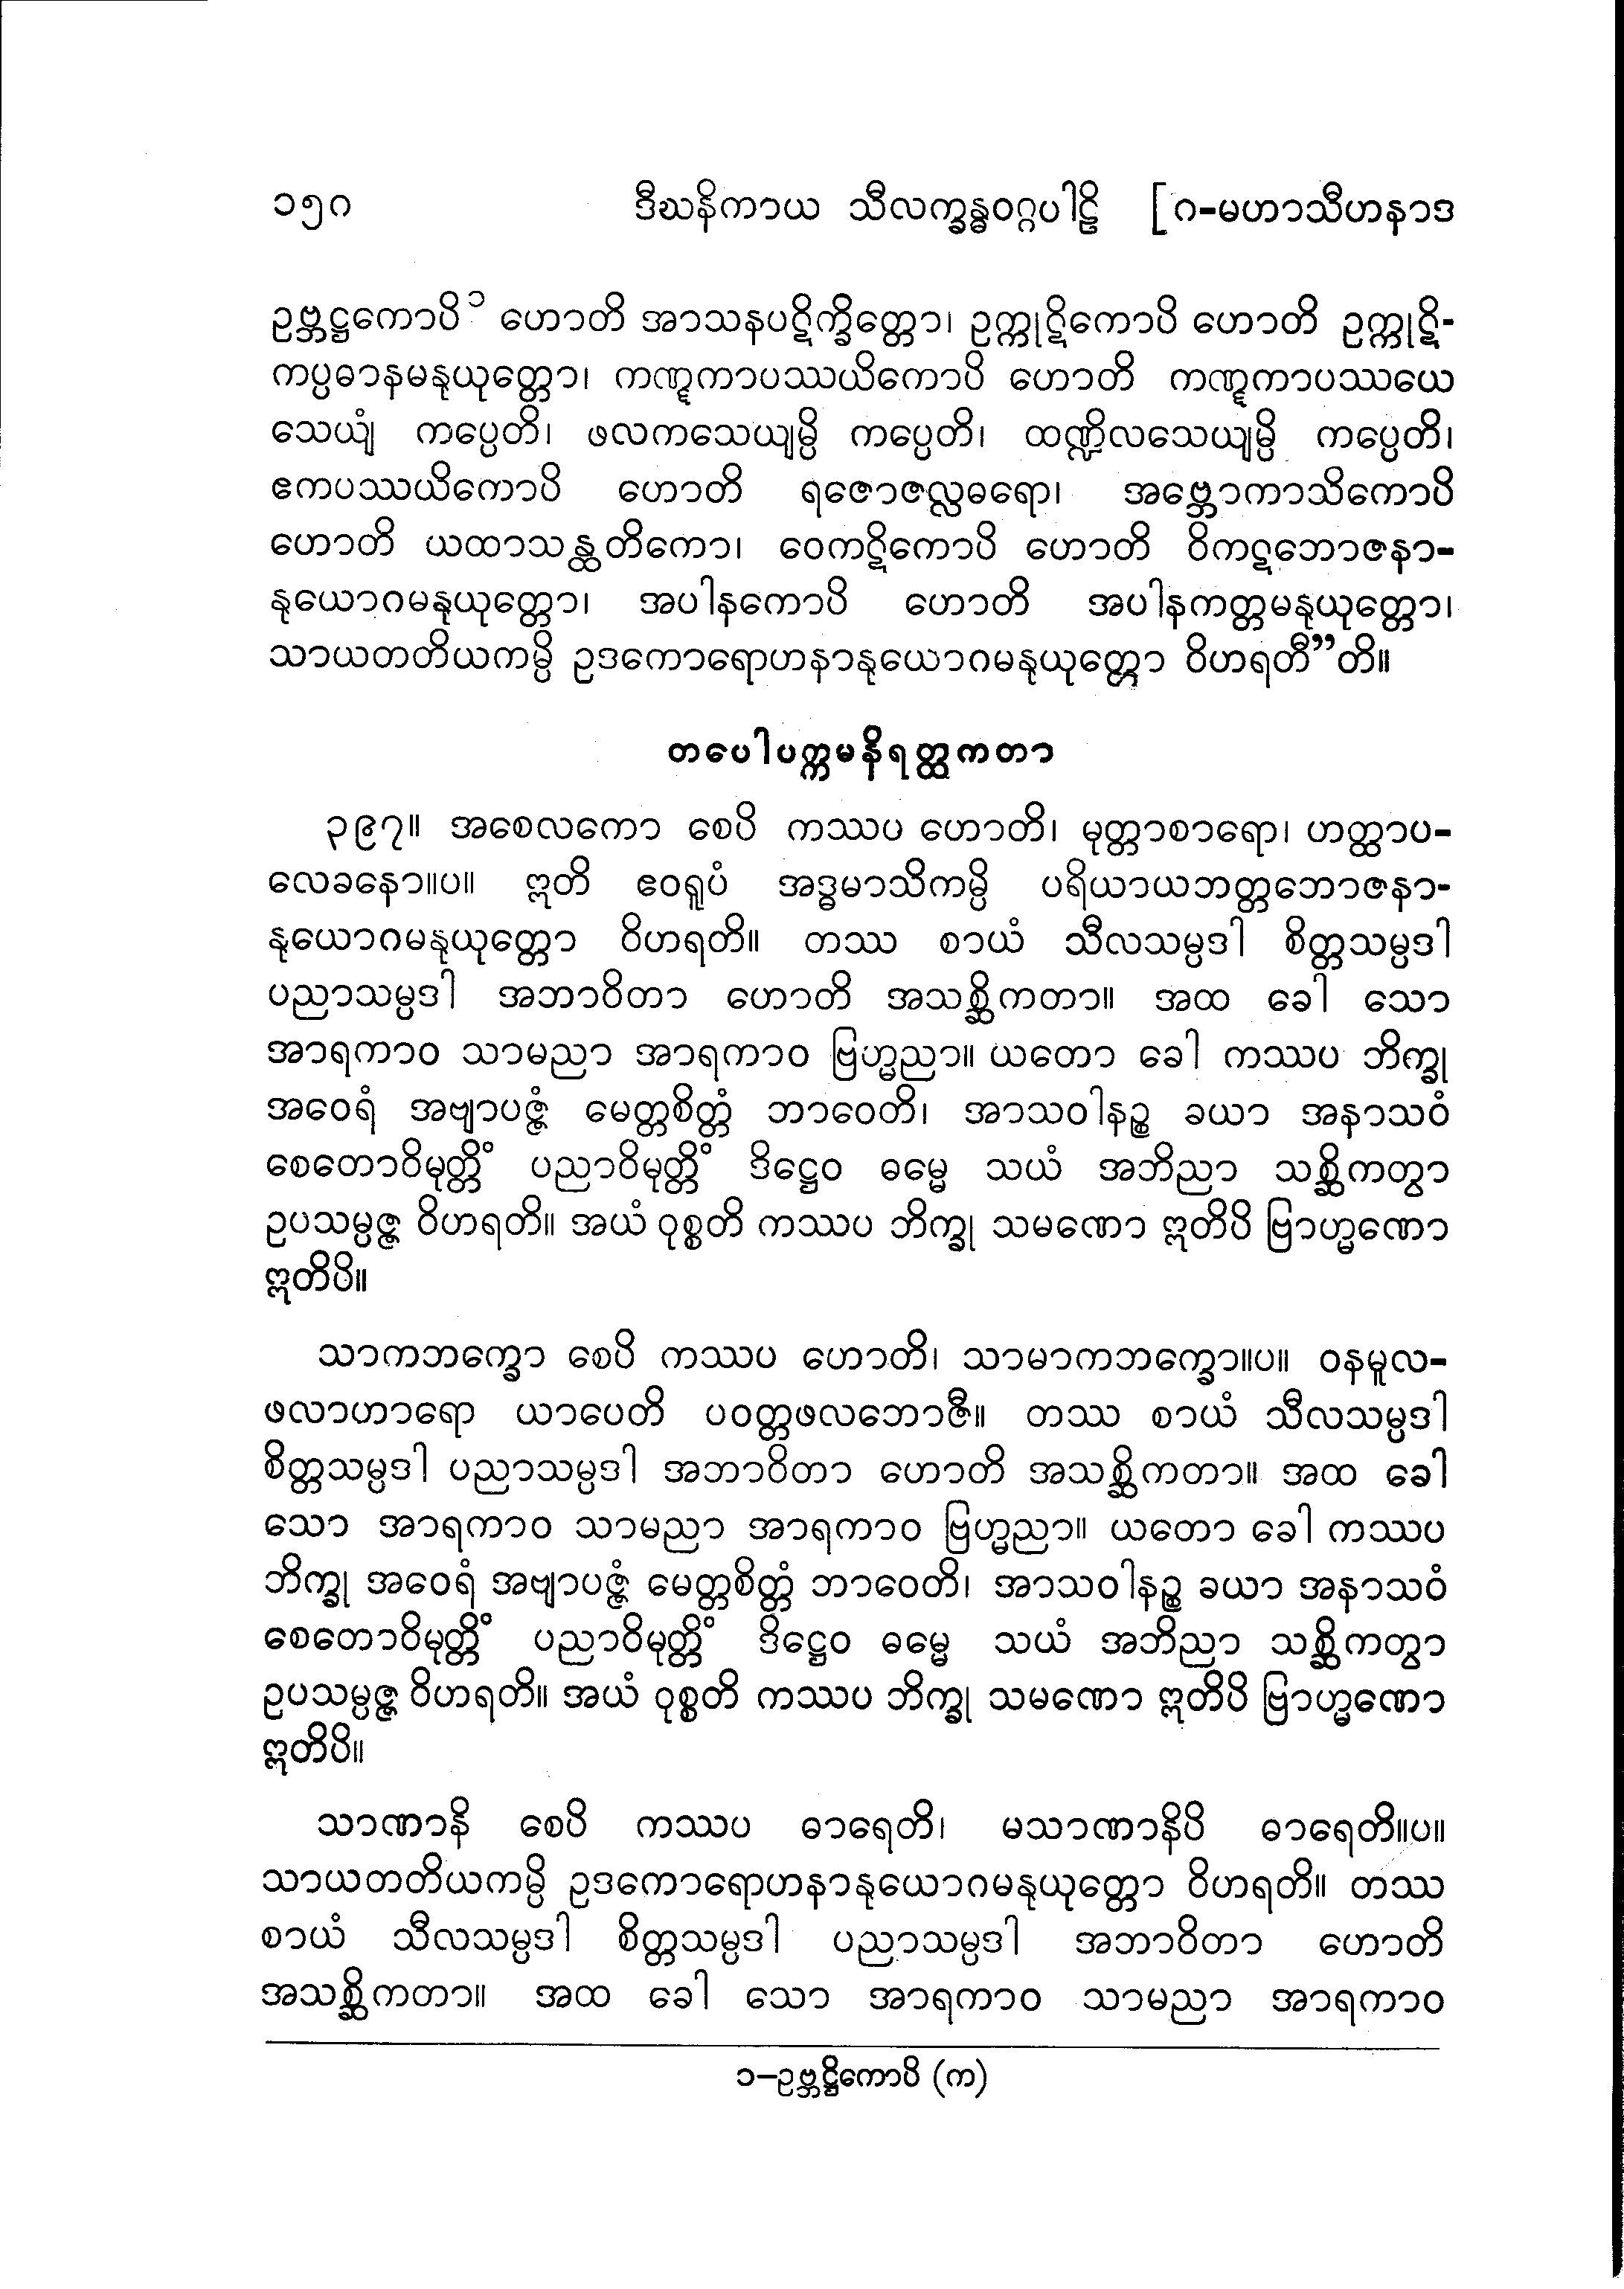 ၁၅၈ ဒီဃနိကာယ သီလက္ခန္ဓဝဂ္ဂပါဠိ [၈-မဟာသီဟနာဒ
ဥဗ္ဘဋ္ဌကောပိ ၁ ဟောတိ အာသနပဋိက္ခိတ္တော၊ ဥက္ကုဋိကောပိ ဟောတိ ဥက္ကုဋိ-
ကပ္ပဓာနမနုယုတ္တော၊ ကဏ္ဋကာပဿယိကောပိ ဟောတိ ကဏ္ဋကာပဿယေ
သေယျံ ကပ္ပေတိ၊ ဖလကသေယျမ္ပိ ကပ္ပေတိ၊ ထဏ္ဍိလသေယျမ္ပိ ကပ္ပေတိ၊
ဧကပဿယိကောပိ ဟောတိ ရဇောဇလ္လဓရော၊ အဗ္ဘောကာသိကောပိ
ဟောတိ ယထာသန္ထတိကော၊ ဝေကဋိကောပိ ဟောတိ ဝိကဋဘောဇနာ-
နုယောဂမနုယုတ္တော၊ အပါနကောပိ ဟောတိ အပါနကတ္တမနုယုတ္တော၊
သာယတတိယကမ္ပိ ဥဒကောရောဟနာနုယောဂမနုယုတ္တော ဝိဟရတီ”တိ။
တပေါပက္ကမနိရတ္ထကတာ
၃၉၇။ အစေလကော စေပိ ကဿပ ဟောတိ၊ မုတ္တာစာရော၊ ဟတ္ထာပ-
လေခနော။ပ။ ဣတိ ဧဝရူပံ အဒ္ဓမာသိကမ္ပိ ပရိယာယဘတ္တဘောဇနာ-
နုယောဂမနုယုတ္တော ဝိဟရတိ။ တဿ စာယံ သီလသမ္ပဒါ စိတ္တသမ္ပဒါ
ပညာသမ္ပဒါ အဘာဝိတာ ဟောတိ အသစ္ဆိကတာ။ အထ ခေါ သော
အာရကာဝ သာမညာ အာရကာဝ ဗြဟ္မညာ။ ယတော ခေါ ကဿပ ဘိက္ခု
အဝေရံ အဗျာပဇ္ဇံ မေတ္တစိတ္တံ ဘာဝေတိ၊ အာသဝါနဉ္စ ခယာ အနာသဝံ
စေတောဝိမုတ္တိံ ပညာဝိမုတ္တိံ ဒိဋ္ဌေဝ ဓမ္မေ သယံ အဘိညာ သစ္ဆိကတွာ
ဥပသမ္ပဇ္ဇ ဝိဟရတိ။ အယံ ဝုစ္စတိ ကဿပ ဘိက္ခု သမဏော ဣတိပိ ဗြာဟ္မဏော
ဣတိပိ။
သာကဘက္ခော စေပိ ကဿပ ဟောတိ၊ သာမာကဘက္ခော။ပ။ ဝနမူလ-
ဖလာဟာရော ယာပေတိ ပဝတ္တဖလဘောဇီ။ တဿ စာယံ သီလသမ္ပဒါ
စိတ္တသမ္ပဒါ ပညာသမ္ပဒါ အဘာဝိတာ ဟောတိ အသစ္ဆိကတာ။ အထ ခေါ
သော အာရကာဝ သာမညာ အာရကာဝ ဗြဟ္မညာ။ ယတော ခေါ ကဿပ
ဘိက္ခု အဝေရံ အဗျာပဇ္ဇံ မေတ္တစိတ္တံ ဘာဝေတိ၊ အာသဝါနဉ္စ ခယာ အနာသဝံ
စေတောဝိမုတ္တိံ ပညာဝိမုတ္တိံ ဒိဋ္ဌေဝ ဓမ္မေ သယံ အဘိညာ သစ္ဆိကတွာ
ဥပသမ္ပဇ္ဇ ဝိဟရတိ။ အယံ ဝုစ္စတိ ကဿပ ဘိက္ခု သမဏော ဣတိပိ ဗြာဟ္မဏော
ဣတိပိ။
သာဏာနိ စေပိ ကဿပ ဓာရေတိ၊ မသာဏာနိပိ ဓာရေတိ။ပ။
သာယတတိယကမ္ပိ ဥဒကောရောဟနာနုယောဂမနုယုတ္တော ဝိဟရတိ။ တဿ
စာယံ သီလသမ္ပဒါ စိတ္တသမ္ပဒါ ပညာသမ္ပဒါ အဘာဝိတာ ဟောတိ
အသစ္ဆိကတာ။ အထ ခေါ သော အာရကာဝ သာမညာ အာရကာဝ
၁–ဥဗ္ဘဋ္ဌိကောပိ (က)